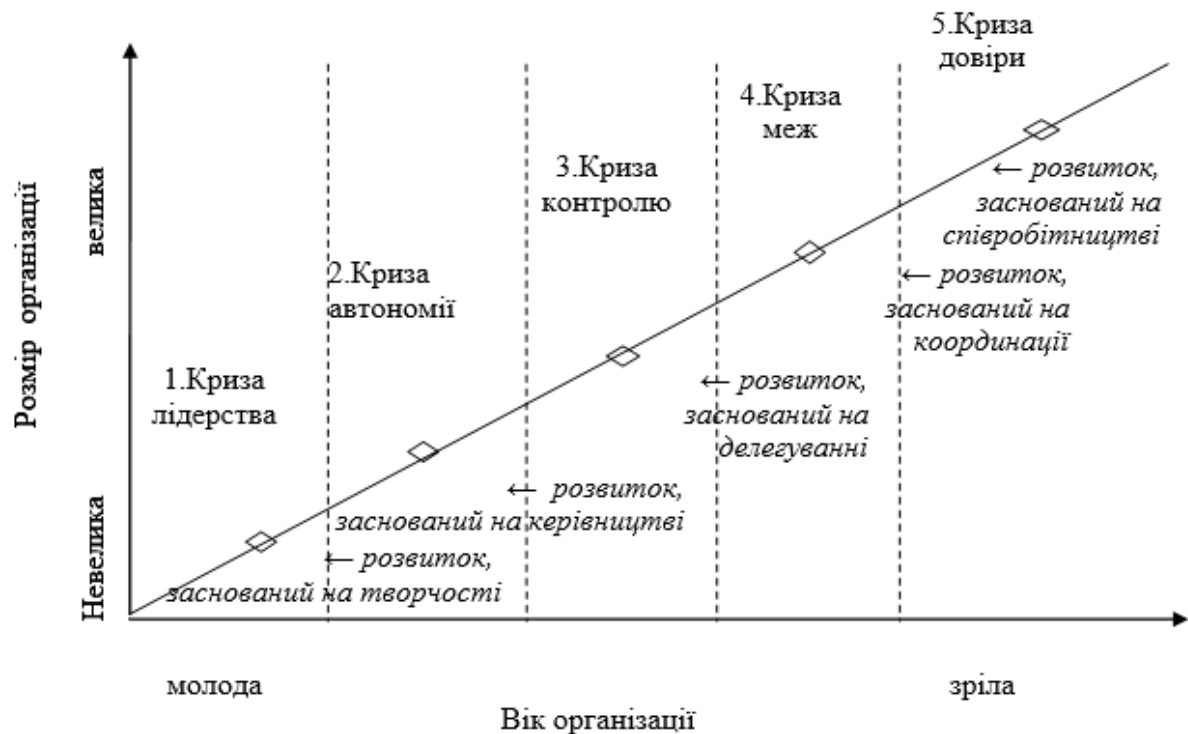 5.Криза
довіри
4.Криза
меж
3.Криза
контролю
2.Криза
автономії
1.Криза
лідерства
← розвиток,
заснований на
співробітництві
← розвиток,
заснований на
координації
← розвиток,
заснований на
делегуванні
← розвиток,
заснований на керівництві
← розвиток,
заснований на творчості
Розмір організації
велика
Невелика
молода
зріла
Вік організації